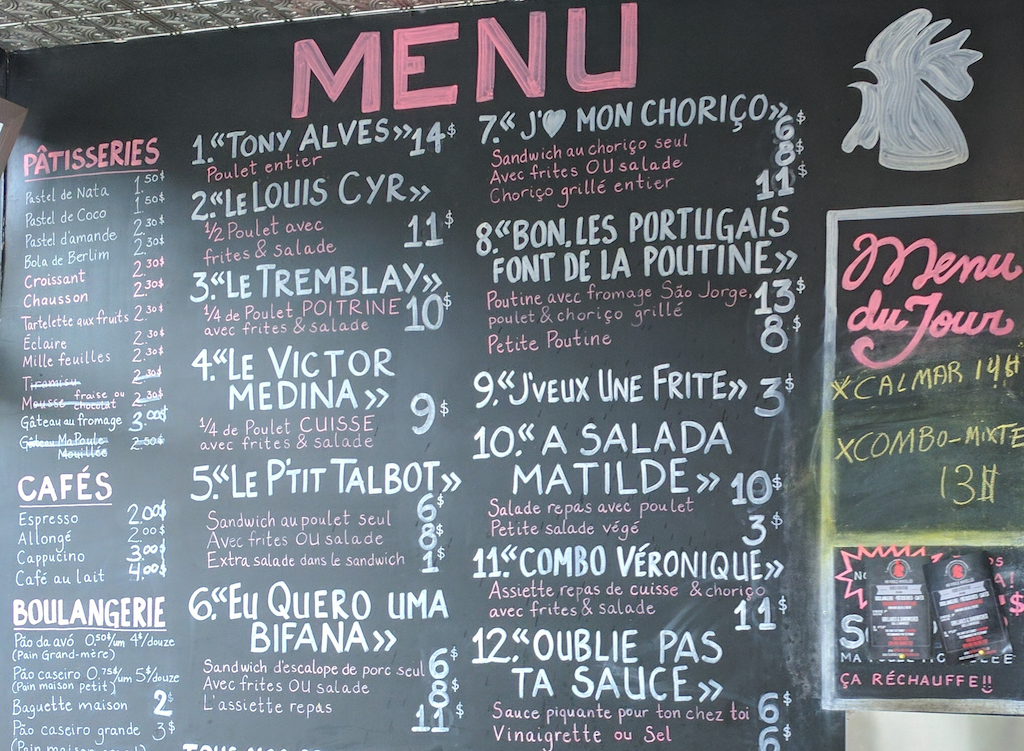 MENU
PÂTISSERIES
Pastel de Nata 1.50$
Pastel de Coco 1.50$
Pastel d'amande 2.30$
Bola de Berlim 2.30$
Croissant 2.30$
Chausson 2.30$
Tartelette aux fruits 2.30$
Éclaire 2.30$
Mille feuilles 2.30$
Tiramisu 2.30$
Mousse fraise ou chocolat 2.30$
Gâteau au fromage 3.00$
Gâteau Ma Poule Mouillée 2.50$
CAFÉS
Espresso 2.00$
Allongé 2.00$
Cappucino 3.00$
Café au lait 4.00$
BOULANGERIE
Pão da avó 0,50$/um 4$/douze
(Pain Grand-mère)
Pão caseiro 0,75$/um 5$/douze
(Pain maison petit)
Baguette maison 2$
Pão caseiro grande 3$
1. «TONY ALVES» 14$
Poulet entier
2. «LE LOUIS CYR»
1/2 Poulet avec 11$
frites & salade
3. «LE TREMBLAY»
1/4 de Poulet POITRINE 10$
avec frites & salade
4. «LE VICTOR
MEDINA» 9$
1/4 de Poulet CUISSE
avec frites & salade
5. «LE P'TIT TALBOT»
Sandwich au poulet seul 6$
Avec frites OU salade 8$
Extra salade dans le sandwich 1$
6. «EU QUERO UMA
BIFANA»
Sandwich d'escalope de porc seul 6$
Avec frites OU salade 8$
L'assiette repas 11$
7. «J'♥ MON CHORIÇO»
Sandwich au choriço seul 6$
Avec frites OU salade 8$
Choriço grillé entier 11$
8. «BON, LES PORTUGAIS
FONT DE LA POUTINE»
Poutine avec fromage São Jorge, 13$
poulet & choriço grillé
Petite Poutine 8$
9. «J'VEUX UNE FRITE» 3$
10. «A SALADA
MATILDE» 10$
Salade repas avec poulet
Petite salade végé 3$
11. «COMBO VÉRONIQUE»
Assiette repas de cuisse & choriço
avec frites & salade 11$
12. «OUBLIE PAS
TA SAUCE»
Sauce piquante pour ton chez toi 6$
Vinaigrette ou Sel 6$
Menu
du Jour
XCALMAR 14$
XCOMBO-MIXTE
13$
ÇA RÉCHAUFFE!!